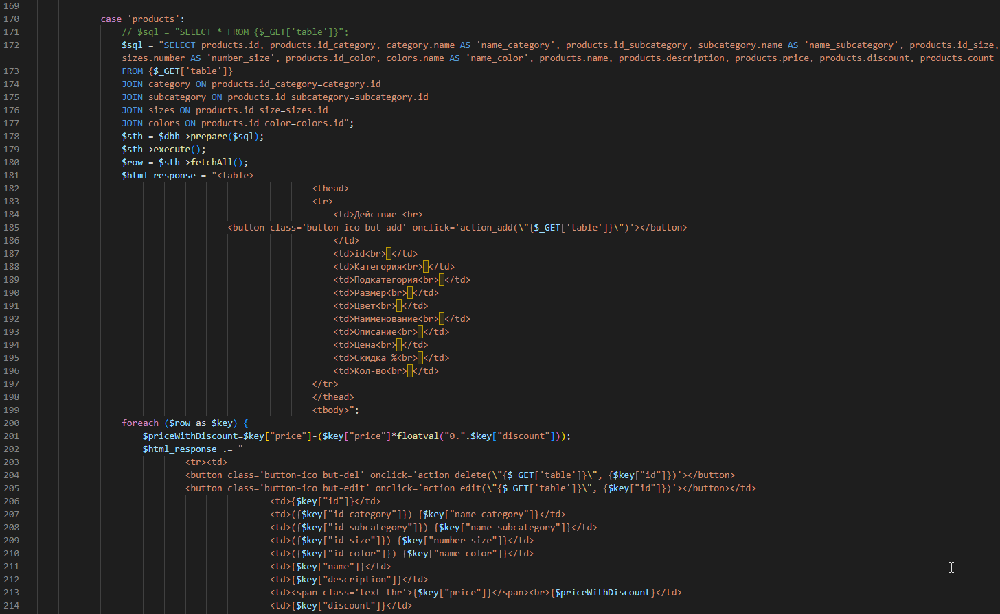 169
170 case 'products':
171 // $sql = "SELECT * FROM {$_GET['table']}";
172 $sql = "SELECT products.id, products.id_category, category.name AS 'name_category', products.id_subcategory, subcategory.name AS 'name_subcategory', products.id_size,
sizes.number AS 'number_size', products.id_color, colors.name AS 'name_color', products.name, products.description, products.price, products.discount, products.count
173 FROM {$_GET['table']}
174 JOIN category ON products.id_category=category.id
175 JOIN subcategory ON products.id_subcategory=subcategory.id
176 JOIN sizes ON products.id_size=sizes.id
177 JOIN colors ON products.id_color=colors.id";
178 $sth = $dbh->prepare($sql);
179 $sth->execute();
180 $row = $sth->fetchAll();
181 $html_response = "<table>
182 <thead>
183 <tr>
184 <td>Действие <br>
185 <button class='button-ico but-add' onclick='action_add(\"{$_GET['table']}\")'></button>
186 </td>
187 <td>id<br> </td>
188 <td>Категория<br> </td>
189 <td>Подкатегория<br> </td>
190 <td>Размер<br> </td>
191 <td>Цвет<br> </td>
192 <td>Наименование<br> </td>
193 <td>Описание<br> </td>
194 <td>Цена<br> </td>
195 <td>Скидка %<br> </td>
196 <td>Кол-во<br> </td>
197 </tr>
198 </thead>
199 <tbody>";
200 foreach ($row as $key) {
201 $priceWithDiscount=$key["price"]-($key["price"]*floatval("0.".$key["discount"]));
202 $html_response .= "
203 <tr><td>
204 <button class='button-ico but-del' onclick='action_delete(\"{$_GET['table']}\", {$key["id"]})'></button>
205 <button class='button-ico but-edit' onclick='action_edit(\"{$_GET['table']}\", {$key["id"]})'></button></td>
206 <td>{$key["id"]}</td>
207 <td>({$key["id_category"]}) {$key["name_category"]}</td>
208 <td>({$key["id_subcategory"]}) {$key["name_subcategory"]}</td>
209 <td>({$key["id_size"]}) {$key["number_size"]}</td>
210 <td>({$key["id_color"]}) {$key["name_color"]}</td>
211 <td>{$key["name"]}</td>
212 <td>{$key["description"]}</td>
213 <td><span class='text-thr'>{$key["price"]}</span><br>{$priceWithDiscount}</td>
214 <td>{$key["discount"]}</td>